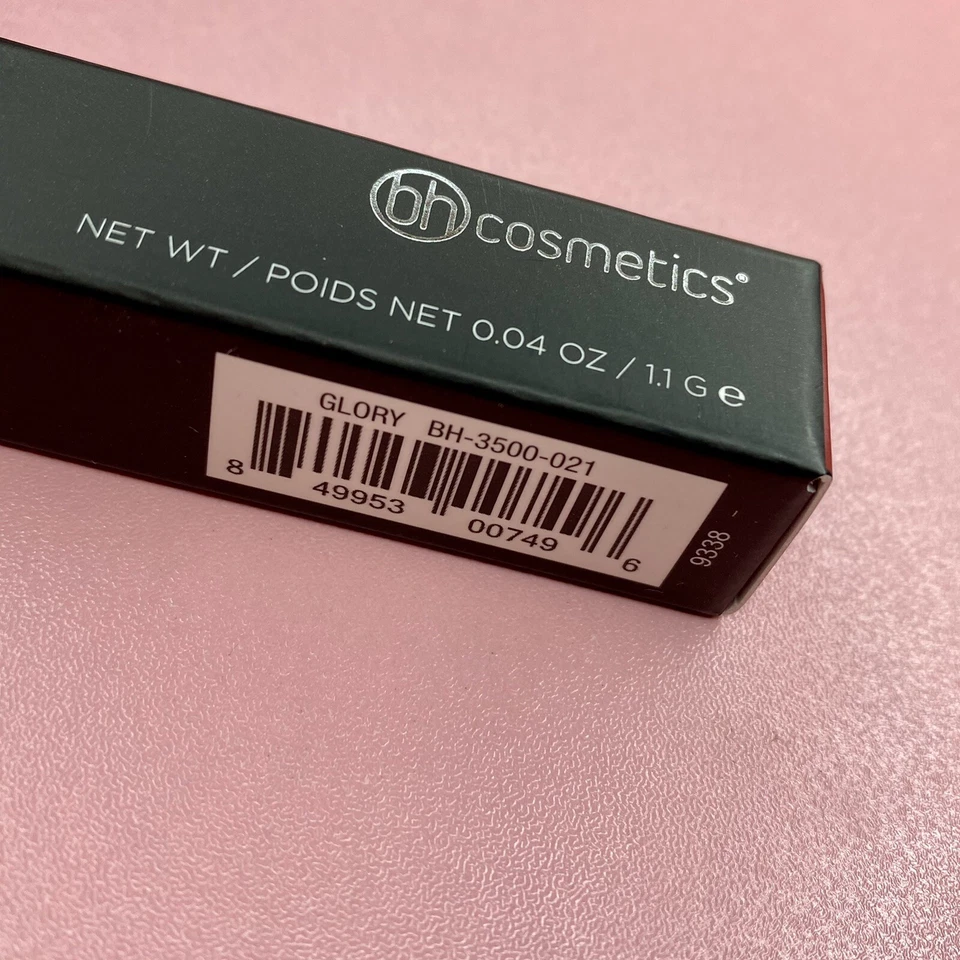 bh cosmetics®
NET WT / POIDS NET 0.04 OZ / 1.1 G ℮
GLORY BH-3500-021
8 49953 00749 6
9338